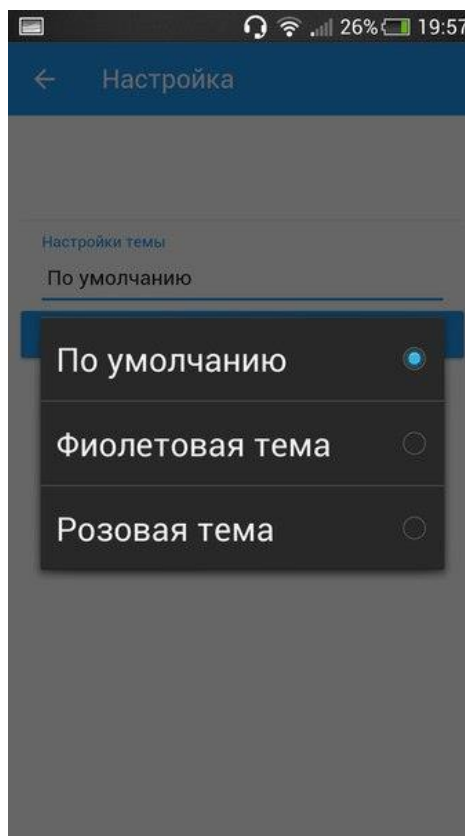 26% 19:57
Настройка
Настройки темы
По умолчанию
По умолчанию
Фиолетовая тема
Розовая тема